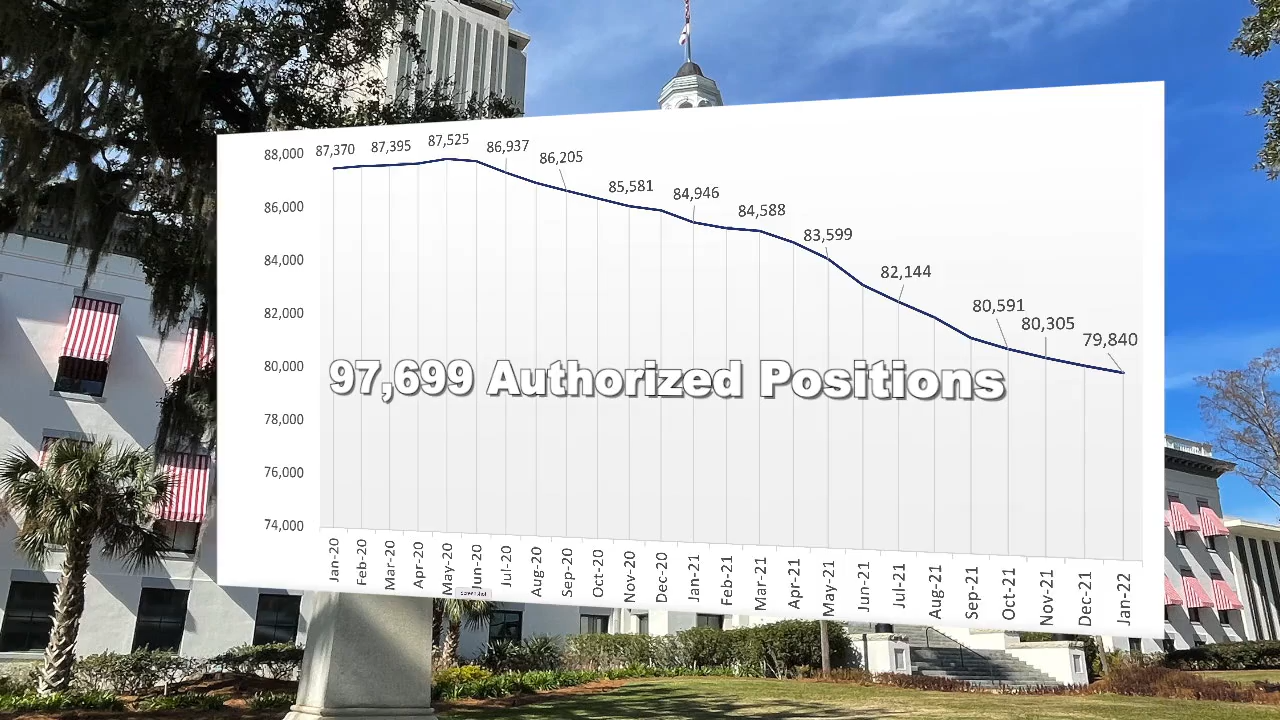 88,000
86,000
84,000
82,000
80,000
78,000
76,000
74,000
87,370
87,395
87,525
86,937
86,205
85,581
84,946
84,588
83,599
82,144
80,591
80,305
79,840
97,699 Authorized Positions
Jan-20
Feb-20
Mar-20
Apr-20
May-20
Jun-20
Jul-20
Aug-20
Sep-20
Oct-20
Nov-20
Dec-20
Jan-21
Feb-21
Mar-21
Apr-21
May-21
Jun-21
Jul-21
Aug-21
Sep-21
Oct-21
Nov-21
Dec-21
Jan-22